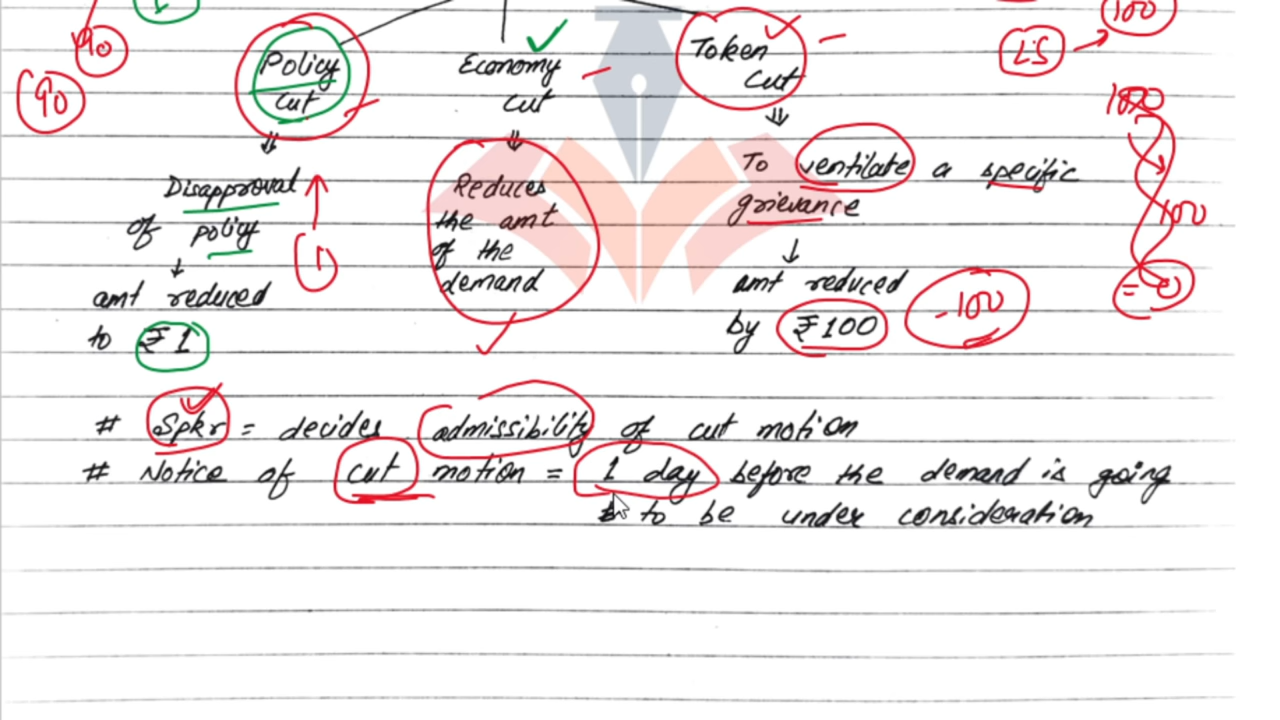 90
90
Policy
cut
Economy
cut
Token
cut
LS
100
Disapproval
of policy
amt reduced
to ₹1
1
Reduces
the amt
of the
demand
To ventilate a specific
grievance
amt reduced
by ₹100
-100
100
= 0
# Spkr = decides admissibility of cut motion
# Notice of cut motion = 1 day before the demand is going
to be under consideration